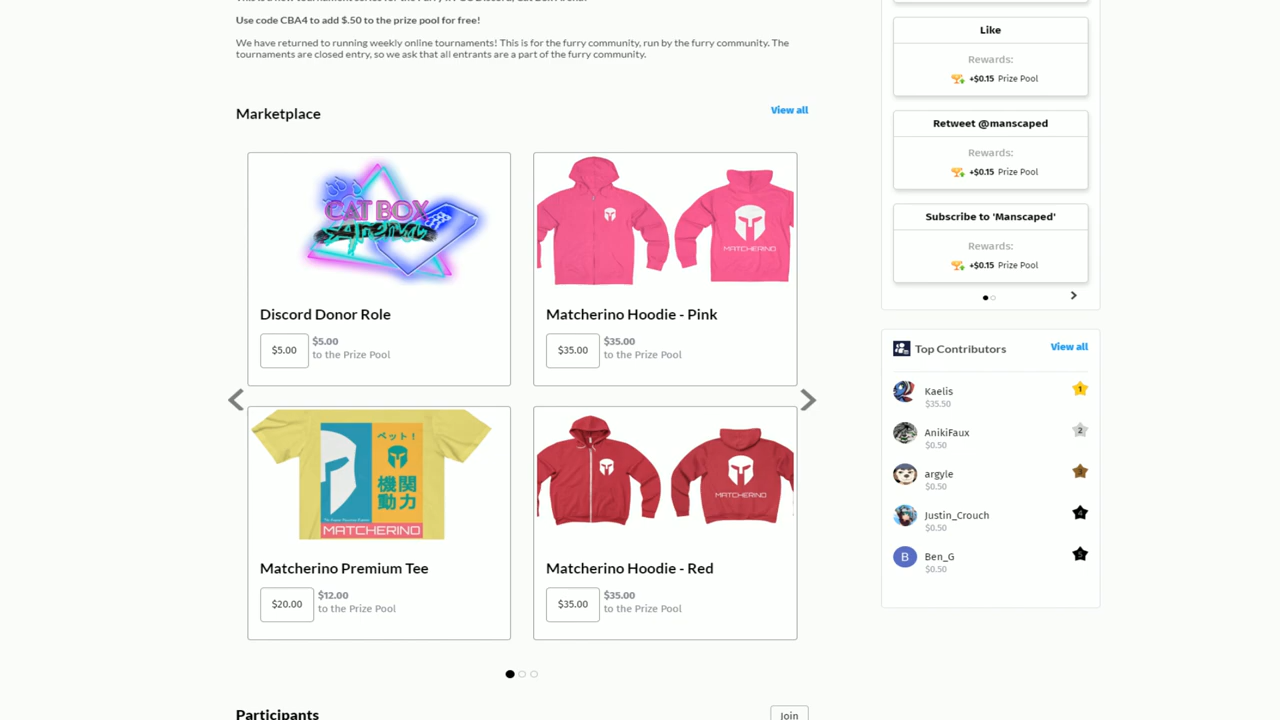 Use code CBA4 to add $.50 to the prize pool for free!
We have returned to running weekly online tournaments! This is for the furry community, run by the furry community. The
tournaments are closed entry, so we ask that all entrants are a part of the furry community.
Marketplace
View all
CAT BOX
Arena
Discord Donor Role
$5.00
$5.00
to the Prize Pool
MATCHERINO
Matcherino Hoodie - Pink
$35.00
$35.00
to the Prize Pool
ペット!
機関
動力
MATCHERINO
Matcherino Premium Tee
$20.00
$12.00
to the Prize Pool
MATCHERINO
Matcherino Hoodie - Red
$35.00
$35.00
to the Prize Pool
Participants
Join
Like
Rewards:
+$0.15 Prize Pool
Retweet @manscaped
Rewards:
+$0.15 Prize Pool
Subscribe to 'Manscaped'
Rewards:
+$0.15 Prize Pool
Top Contributors
View all
Kaelis
$35.50
1
AnikiFaux
$0.50
2
argyle
$0.50
3
Justin_Crouch
$0.50
4
B
Ben_G
$0.50
5